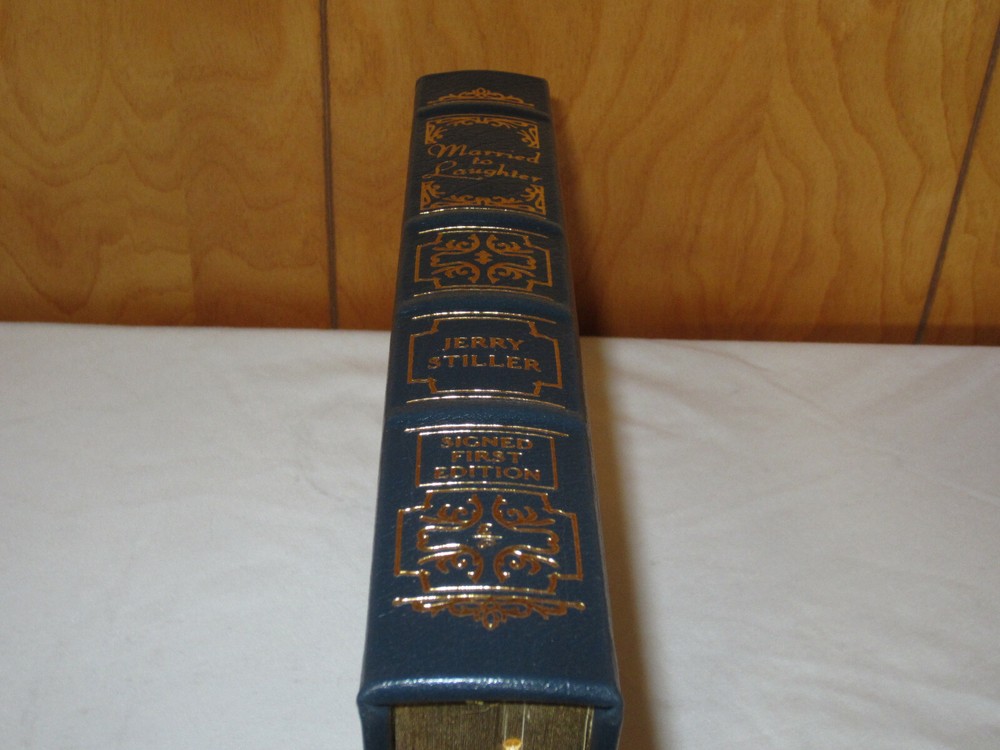 Married
to
Laughter
JERRY
STILLER
SIGNED
FIRST
EDITION